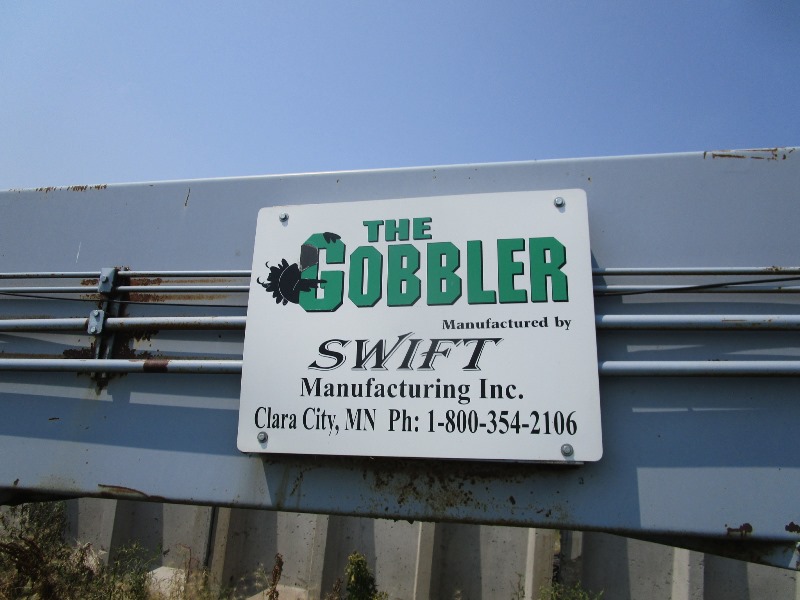 THE
GOBBLER
Manufactured by
SWIFT
Manufacturing Inc.
Clara City, MN Ph: 1-800-354-2106